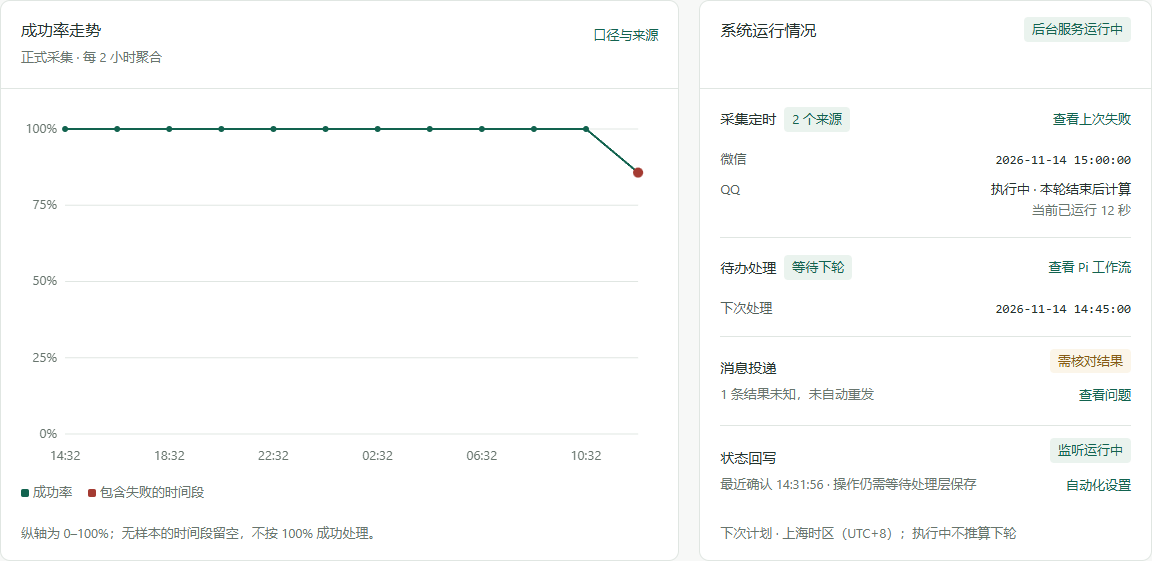 成功率走势
正式采集 · 每 2 小时聚合
口径与来源
100%
75%
50%
25%
0%
14:32 18:32 22:32 02:32 06:32 10:32
成功率 包含失败的时间段
纵轴为 0–100%；无样本的时间段留空，不按 100% 成功处理。
系统运行情况
后台服务运行中
采集定时 2 个来源 查看上次失败
微信 2026-11-14 15:00:00
QQ 执行中 · 本轮结束后计算
当前已运行 12 秒
待办处理 等待下轮 查看 Pi 工作流
下次处理 2026-11-14 14:45:00
消息投递 需核对结果
1 条结果未知，未自动重发 查看问题
状态回写 监听运行中
最近确认 14:31:56 · 操作仍需等待处理层保存 自动化设置
下次计划 · 上海时区（UTC+8）；执行中不推算下轮